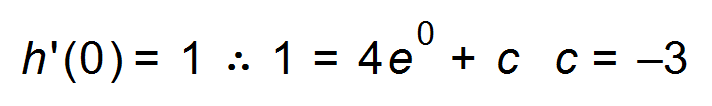 h'(0) = 1 ∴ 1 = 4e⁰ + c c = –3